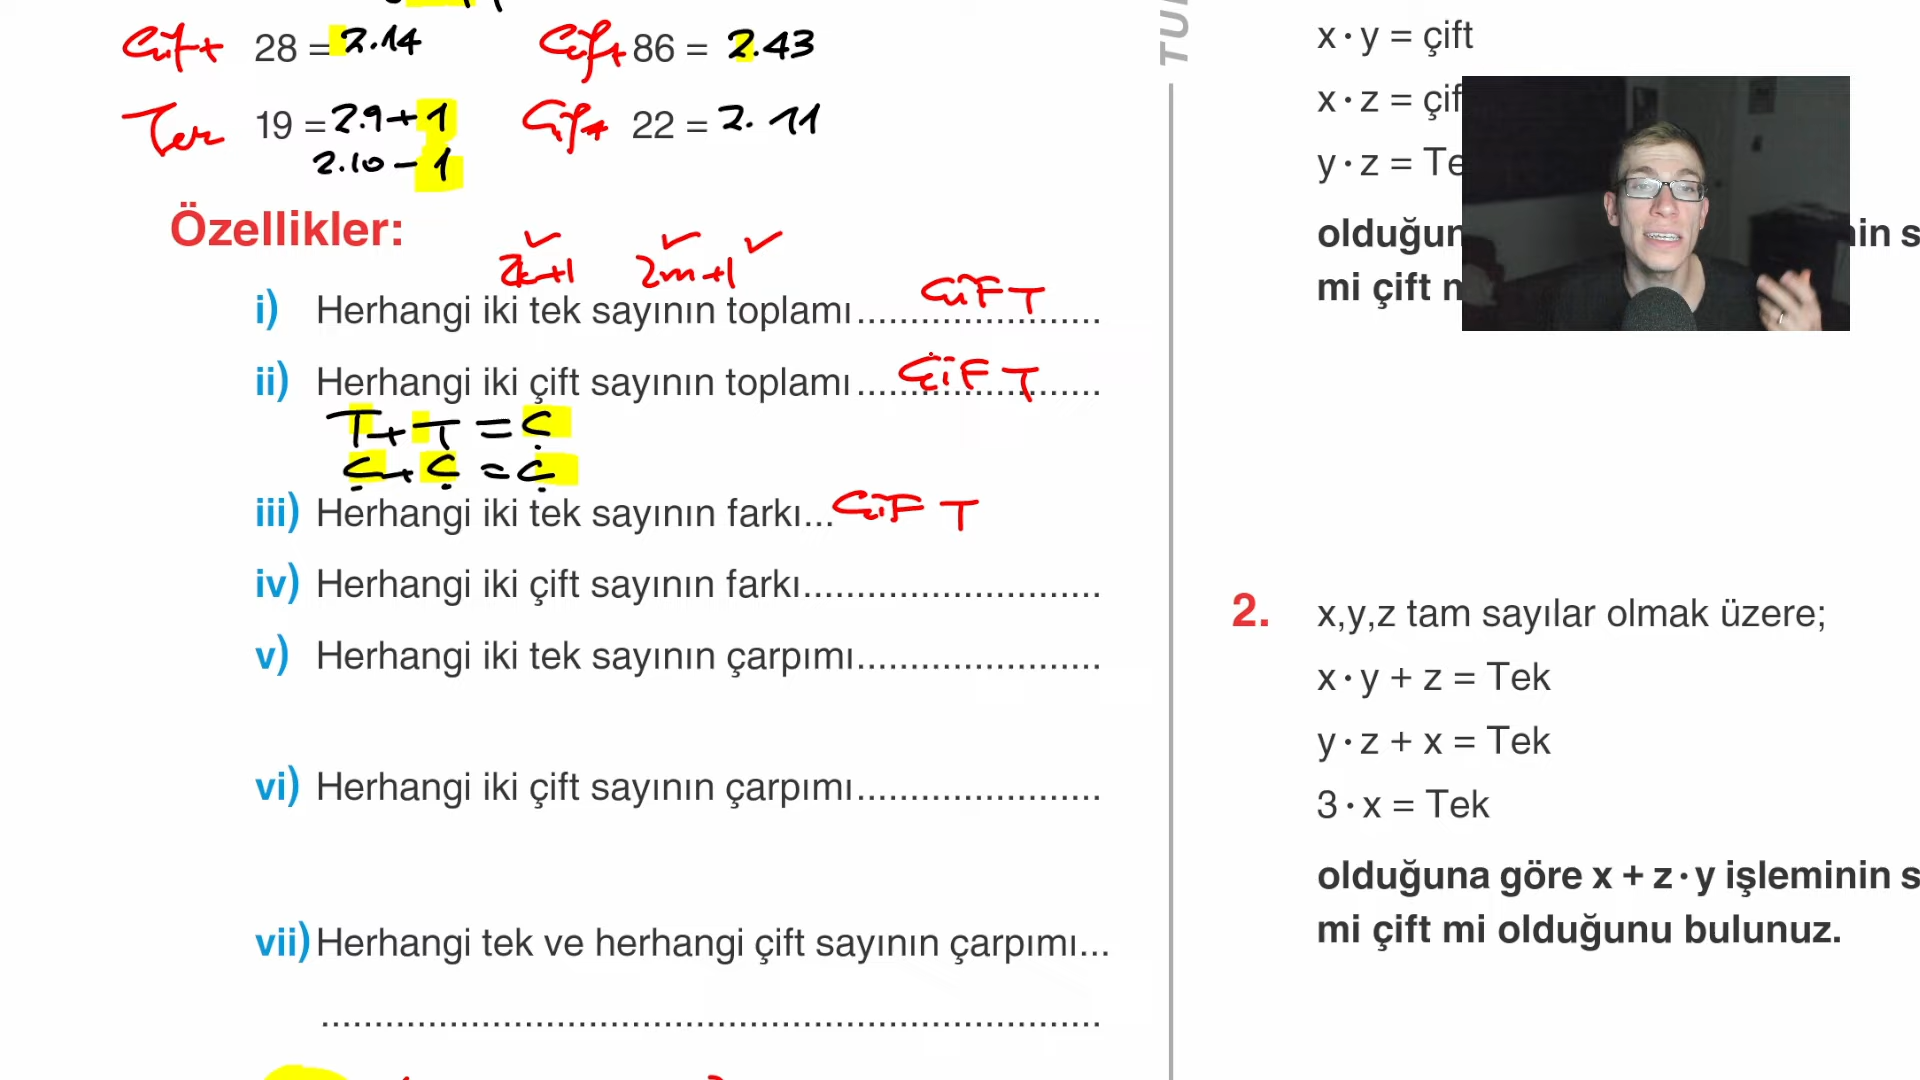 Çift 28 = 2.14
Çift 86 = 2.43
Tek 19 = 2.9+1
2.10-1
Çift 22 = 2.11
Özellikler:
2k+1 2m+1
i) Herhangi iki tek sayının toplamı...................... ÇİFT
ii) Herhangi iki çift sayının toplamı...................... ÇİFT
T+T=Ç
Ç+Ç=Ç
iii) Herhangi iki tek sayının farkı...ÇİFT
iv) Herhangi iki çift sayının farkı...........................
v) Herhangi iki tek sayının çarpımı......................
vi) Herhangi iki çift sayının çarpımı......................
vii) Herhangi tek ve herhangi çift sayının çarpımı...
........................................................................
x·y = çift
x·z =
y·z =
mi çift
2. x,y,z tam sayılar olmak üzere;
x·y + z = Tek
y·z + x = Tek
3·x = Tek
olduğuna göre x + z·y işleminin
mi çift mi olduğunu bulunuz.